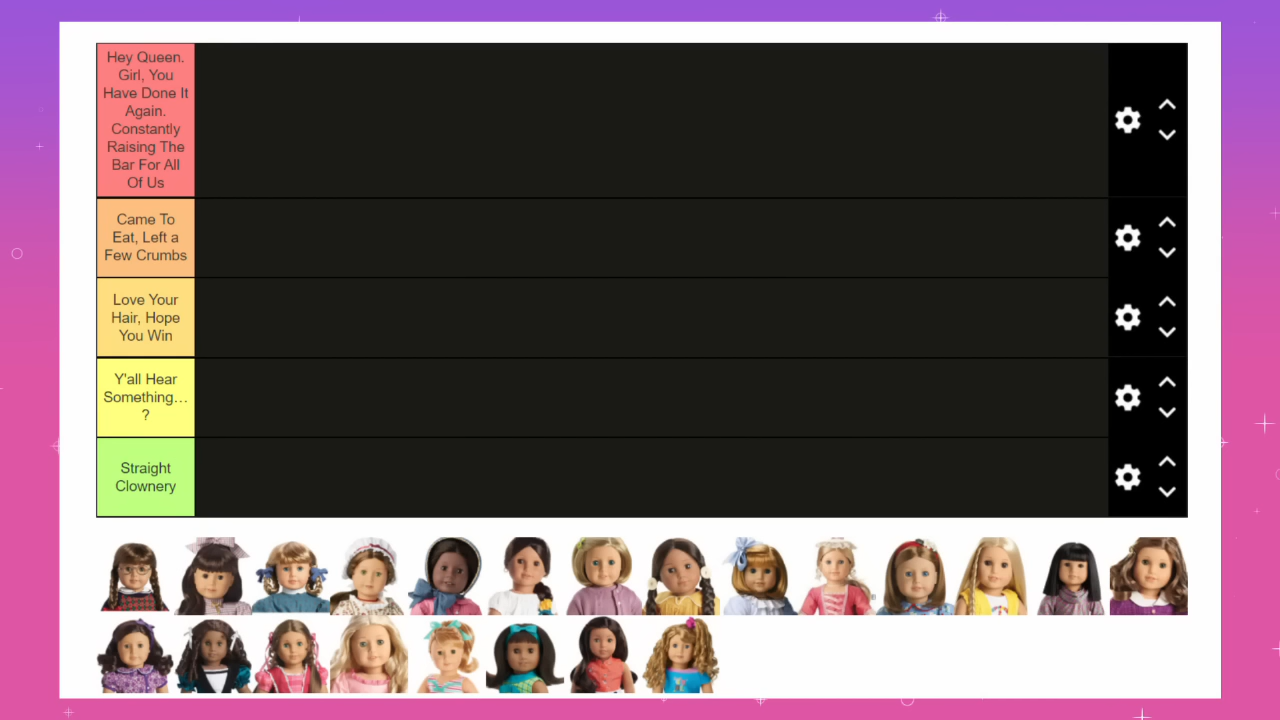 Hey Queen.
Girl, You
Have Done It
Again.
Constantly
Raising The
Bar For All
Of Us
Came To
Eat, Left a
Few Crumbs
Love Your
Hair, Hope
You Win
Y'all Hear
Something...
?
Straight
Clownery